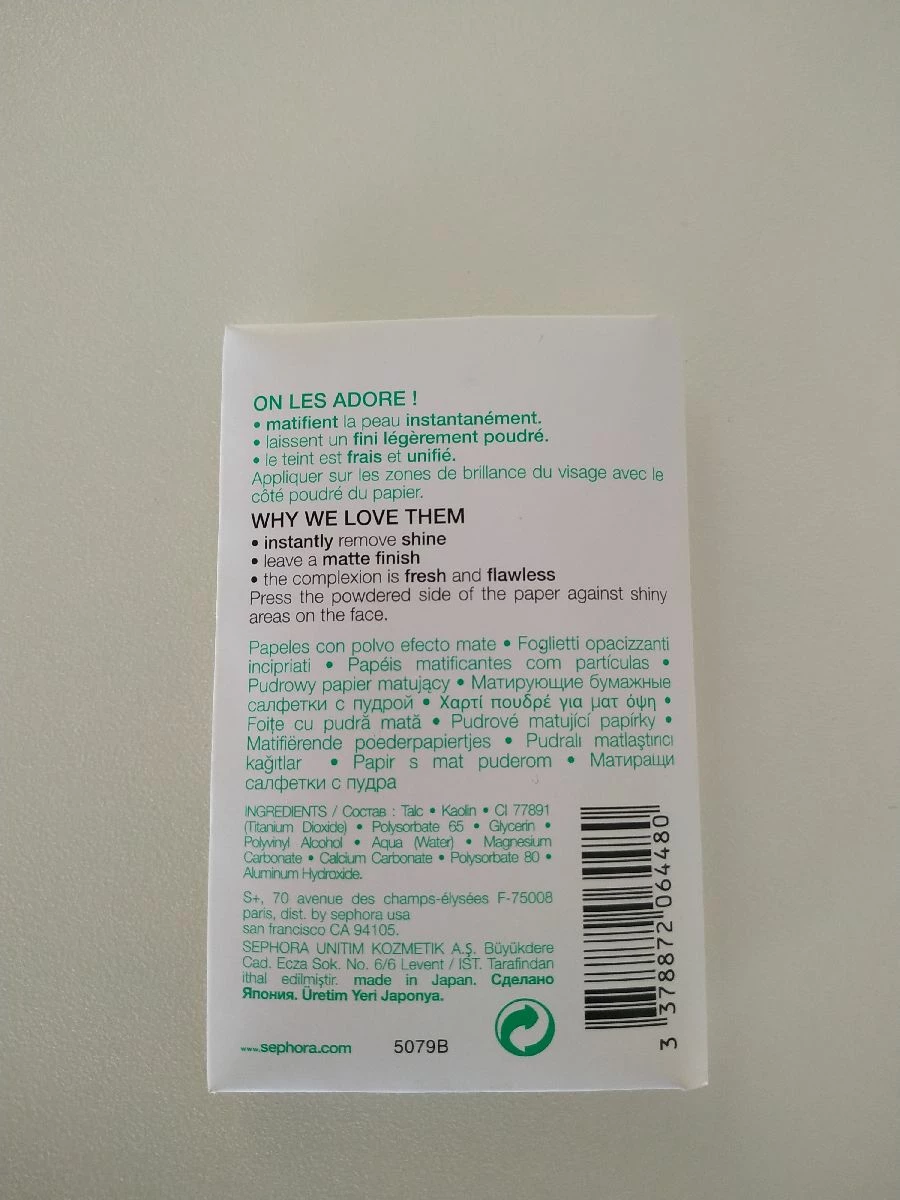 ON LES ADORE !
• matifient la peau instantanément.
• laissent un fini légèrement poudré.
• le teint est frais et unifié.
Appliquer sur les zones de brillance du visage avec le
côté poudré du papier.
WHY WE LOVE THEM
• instantly remove shine
• leave a matte finish
• the complexion is fresh and flawless
Press the powdered side of the paper against shiny
areas on the face.
Papeles con polvo efecto mate • Foglietti opacizzanti
incipriati • Papéis matificantes com partículas •
Pudrowy papier matujący • Матирующие бумажные
салфетки с пудрой • Χαρτί πουδρέ για ματ όψη •
Foiţe cu pudră mată • Pudrové matující papírky •
Matifiërende poederpapiertjes • Pudralı matlaştırıcı
kağıtlar • Papir s mat puderom • Матиращи
салфетки с пудра
INGREDIENTS / Состав : Talc • Kaolin • CI 77891
(Titanium Dioxide) • Polysorbate 65 • Glycerin •
Polyvinyl Alcohol • Aqua (Water) • Magnesium
Carbonate • Calcium Carbonate • Polysorbate 80 •
Aluminum Hydroxide.
S+, 70 avenue des champs-élysées F-75008
paris, dist. by sephora usa
san francisco CA 94105.
SEPHORA UNITIM KOZMETIK A.Ş. Büyükdere
Cad. Ecza Sok. No. 6/6 Levent / IST. Tarafindan
ithal edilmiştir. made in Japan. Сделано
Япония. Üretim Yeri Japonya.
www.sephora.com 5079B
3 378872 064480